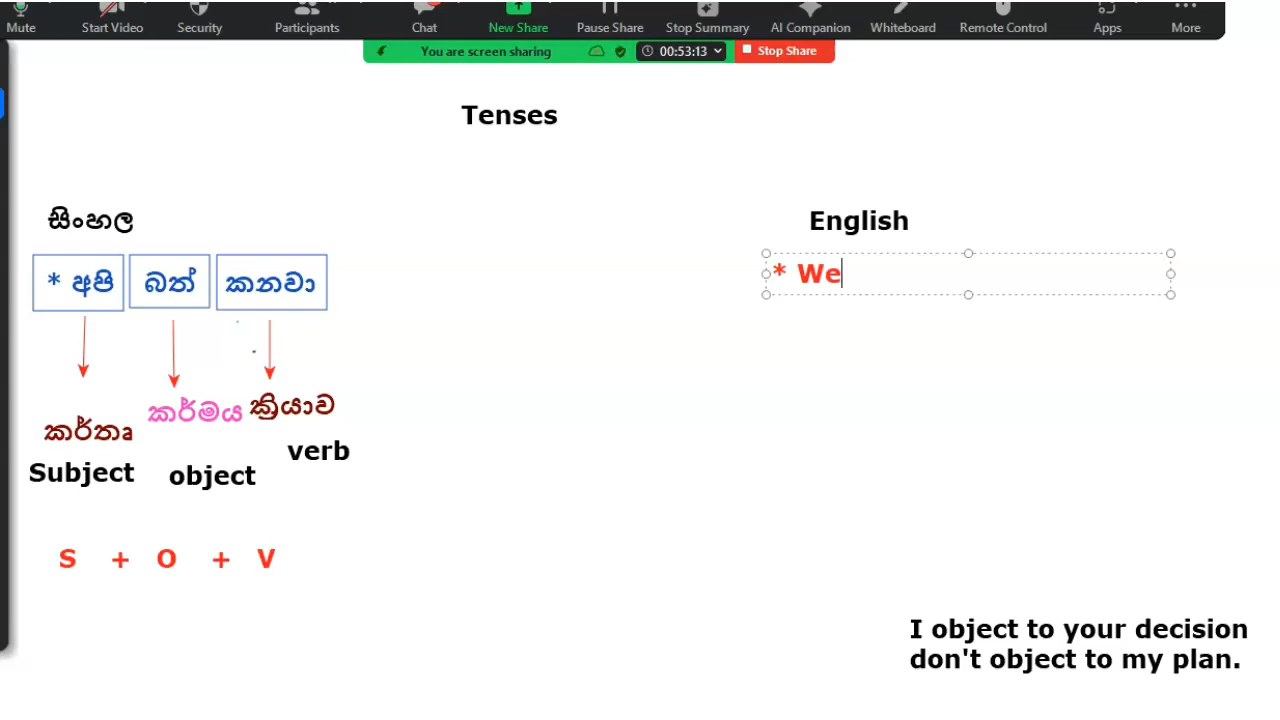 Mute Start Video Security Participants Chat New Share Pause Share Stop Summary AI Companion Whiteboard Remote Control Apps More
You are screen sharing 00:53:13 Stop Share
Tenses
සිංහල
English
* අපි බත් කනවා
* We
කර්තෘ කර්මය ක්‍රියාව
Subject object verb
S + O + V
I object to your decision
don't object to my plan.